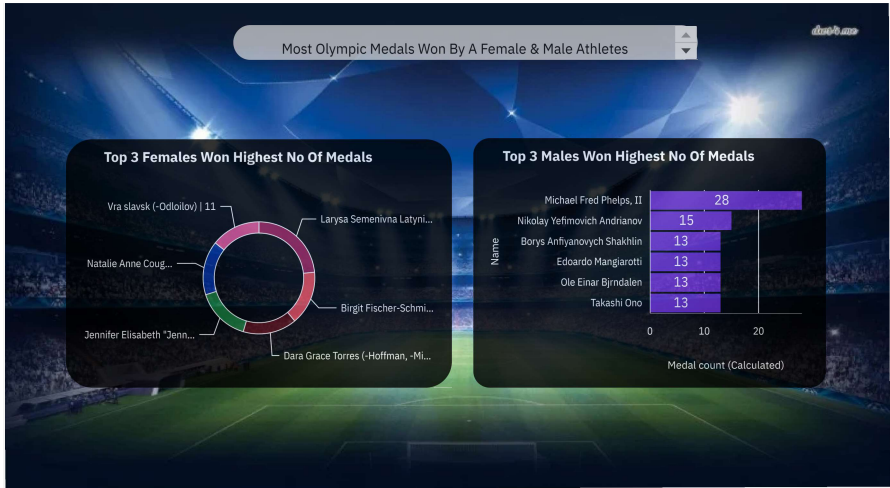 Most Olympic Medals Won By A Female & Male Athletes
Top 3 Females Won Highest No Of Medals
Vra slavsk (-Odloilov) | 11
Larysa Semenivna Latyni...
Natalie Anne Coug...
Birgit Fischer-Schmi...
Jennifer Elisabeth "Jenn...
Dara Grace Torres (-Hoffman, -Mi...
Top 3 Males Won Highest No Of Medals
Name
Michael Fred Phelps, II 28
Nikolay Yefimovich Andrianov 15
Borys Anfiyanovych Shakhlin 13
Edoardo Mangiarotti 13
Ole Einar Bjrndalen 13
Takashi Ono 13
0 10 20
Medal count (Calculated)